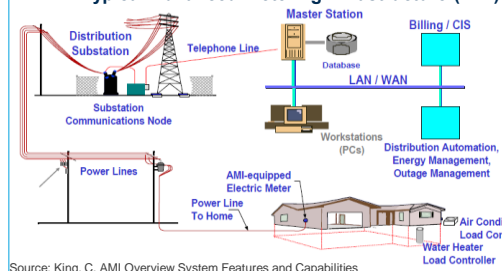 Distribution
Substation
Telephone Line
Substation
Communications Node
Master Station
Database
Billing / CIS
LAN / WAN
Workstations
(PCs)
Distribution Automation,
Energy Management,
Outage Management
Power Lines
AMI-equipped
Electric Meter
Power Line
To Home
Air Condi
Load Con
Water Heater
Load Controller
Source: King, C. AMI Overview System Features and Capabilities